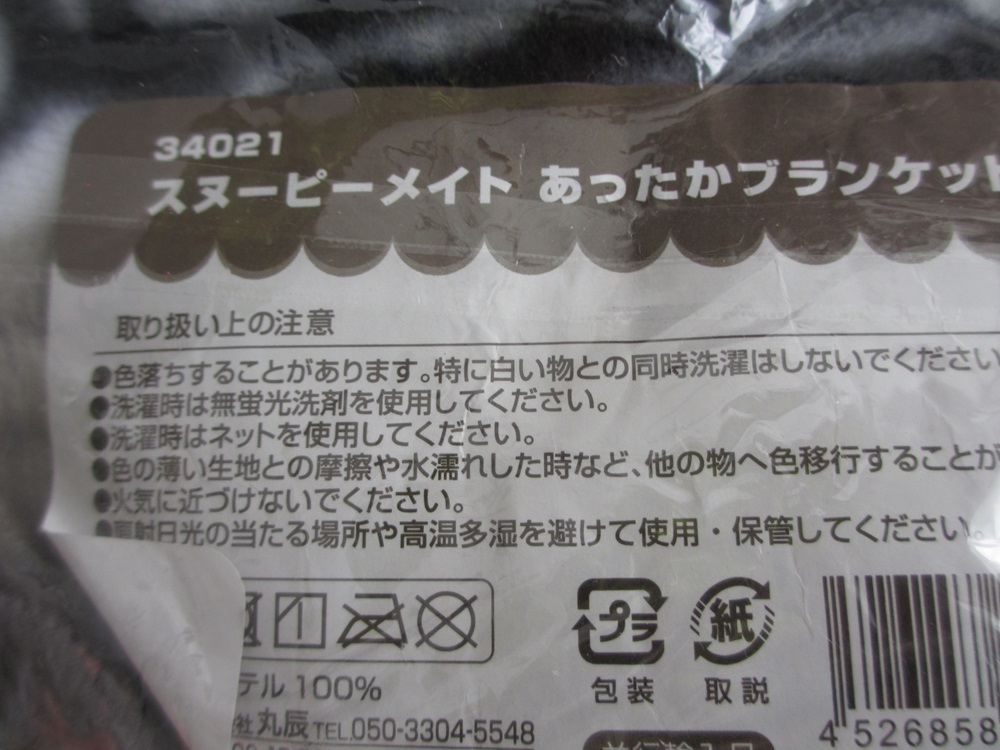 34021
スヌーピーメイト あったかブランケット
取り扱い上の注意
●色落ちすることがあります。特に白い物との同時洗濯はしないでください
●洗濯時は無蛍光洗剤を使用してください。
●洗濯時はネットを使用してください。
●色の薄い生地との摩擦や水濡れした時など、他の物へ色移行することが
●火気に近づけないでください。
●直射日光の当たる場所や高温多湿を避けて使用・保管してください。
プラ 紙
包装 取説
テル 100%
社 丸辰 TEL.050-3304-5548
4 526858